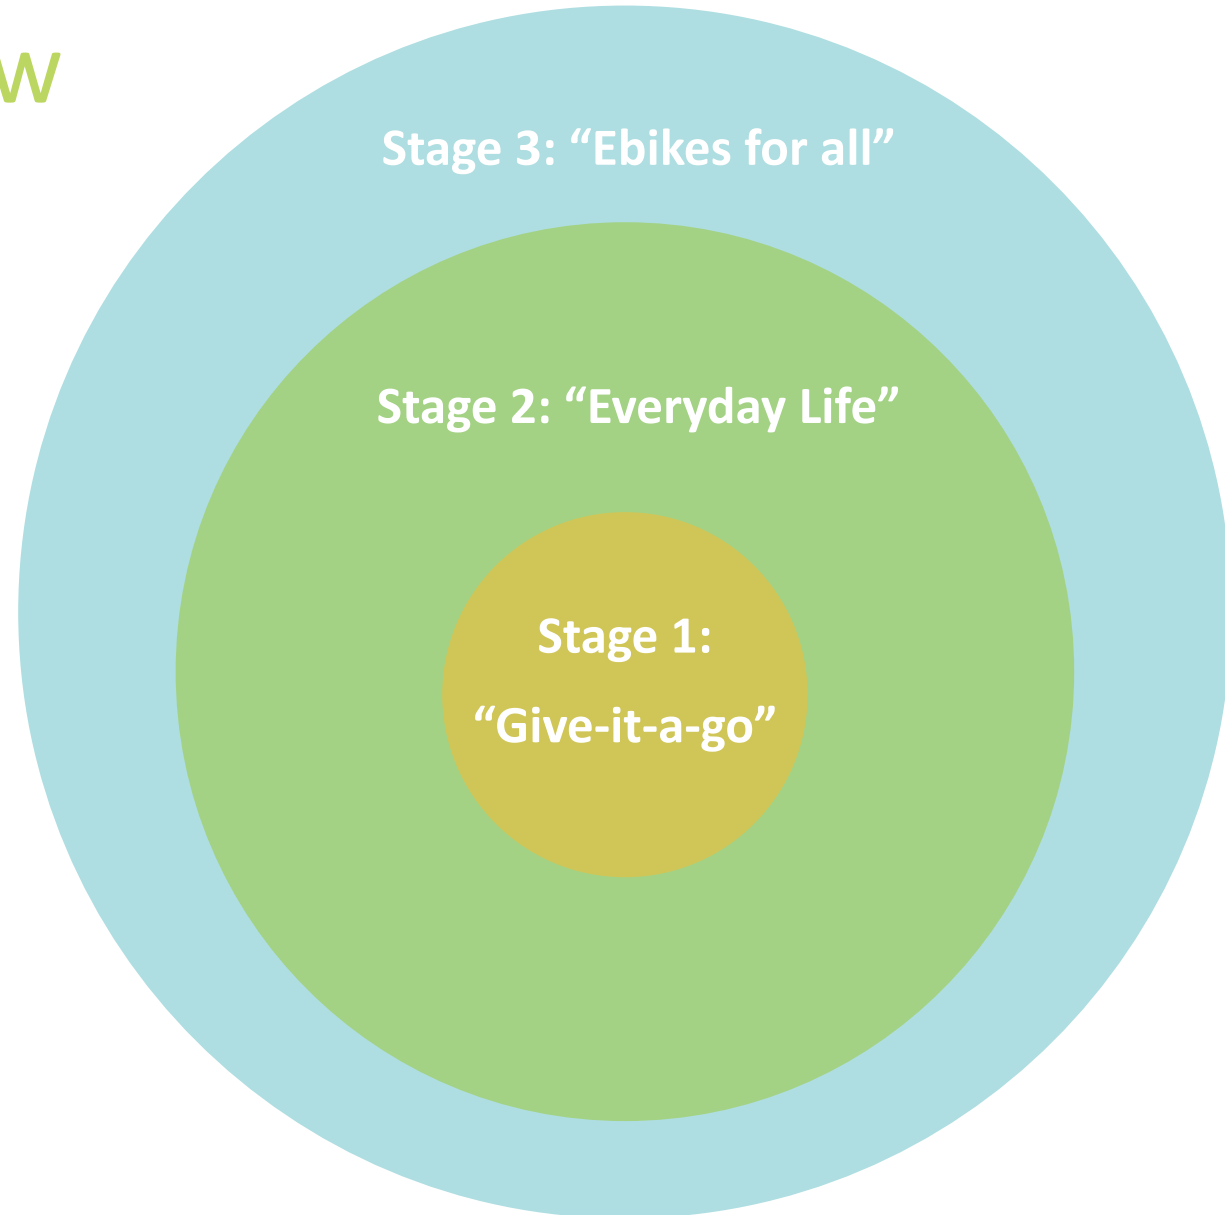 w
Stage 3: “Ebikes for all”
Stage 2: “Everyday Life”
Stage 1:
“Give-it-a-go”